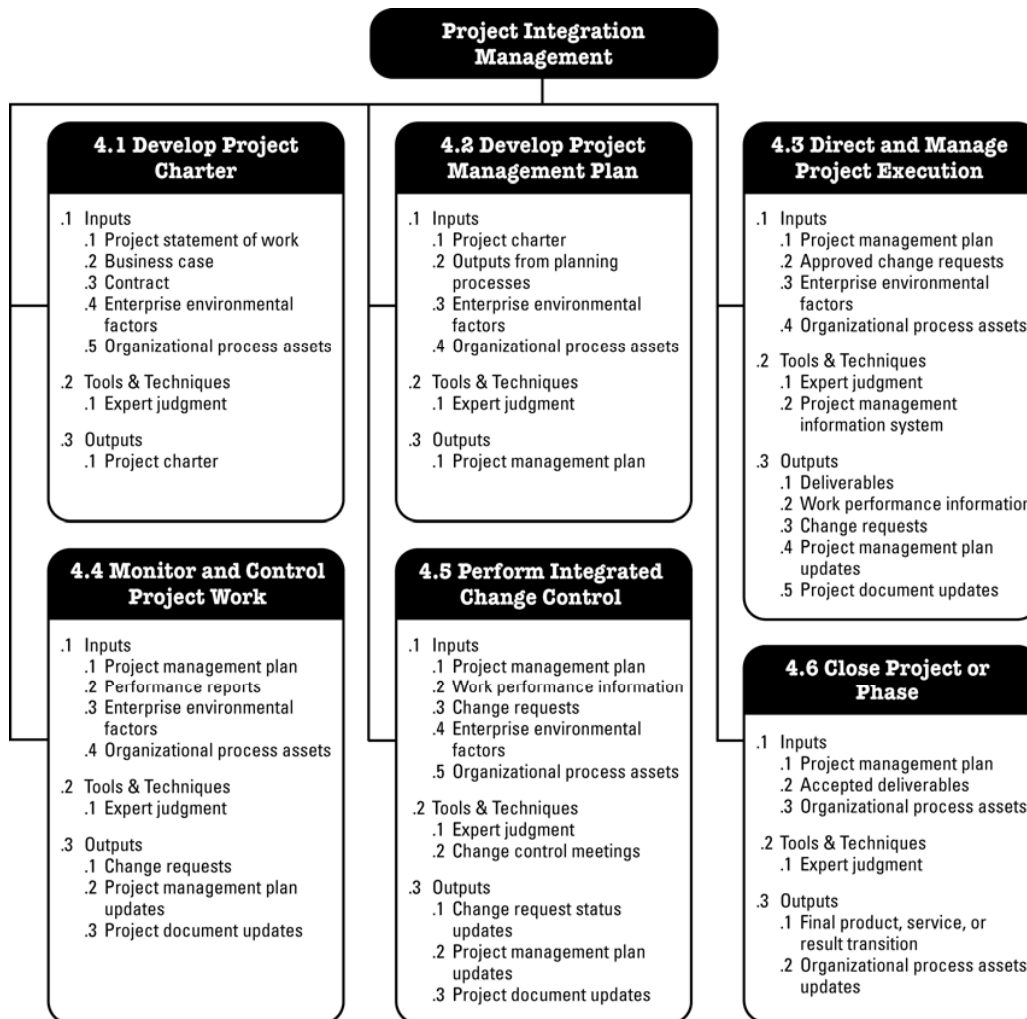 Project Integration
Management
4.1 Develop Project
Charter
.1 Inputs
.1 Project statement of work
.2 Business case
.3 Contract
.4 Enterprise environmental
factors
.5 Organizational process assets
.2 Tools & Techniques
.1 Expert judgment
.3 Outputs
.1 Project charter
4.2 Develop Project
Management Plan
.1 Inputs
.1 Project charter
.2 Outputs from planning
processes
.3 Enterprise environmental
factors
.4 Organizational process assets
.2 Tools & Techniques
.1 Expert judgment
.3 Outputs
.1 Project management plan
4.3 Direct and Manage
Project Execution
.1 Inputs
.1 Project management plan
.2 Approved change requests
.3 Enterprise environmental
factors
.4 Organizational process assets
.2 Tools & Techniques
.1 Expert judgment
.2 Project management
information system
.3 Outputs
.1 Deliverables
.2 Work performance information
.3 Change requests
.4 Project management plan
updates
.5 Project document updates
4.4 Monitor and Control
Project Work
.1 Inputs
.1 Project management plan
.2 Performance reports
.3 Enterprise environmental
factors
.4 Organizational process assets
.2 Tools & Techniques
.1 Expert judgment
.3 Outputs
.1 Change requests
.2 Project management plan
updates
.3 Project document updates
4.5 Perform Integrated
Change Control
.1 Inputs
.1 Project management plan
.2 Work performance information
.3 Change requests
.4 Enterprise environmental
factors
.5 Organizational process assets
.2 Tools & Techniques
.1 Expert judgment
.2 Change control meetings
.3 Outputs
.1 Change request status
updates
.2 Project management plan
updates
.3 Project document updates
4.6 Close Project or
Phase
.1 Inputs
.1 Project management plan
.2 Accepted deliverables
.3 Organizational process assets
.2 Tools & Techniques
.1 Expert judgment
.3 Outputs
.1 Final product, service, or
result transition
.2 Organizational process assets
updates